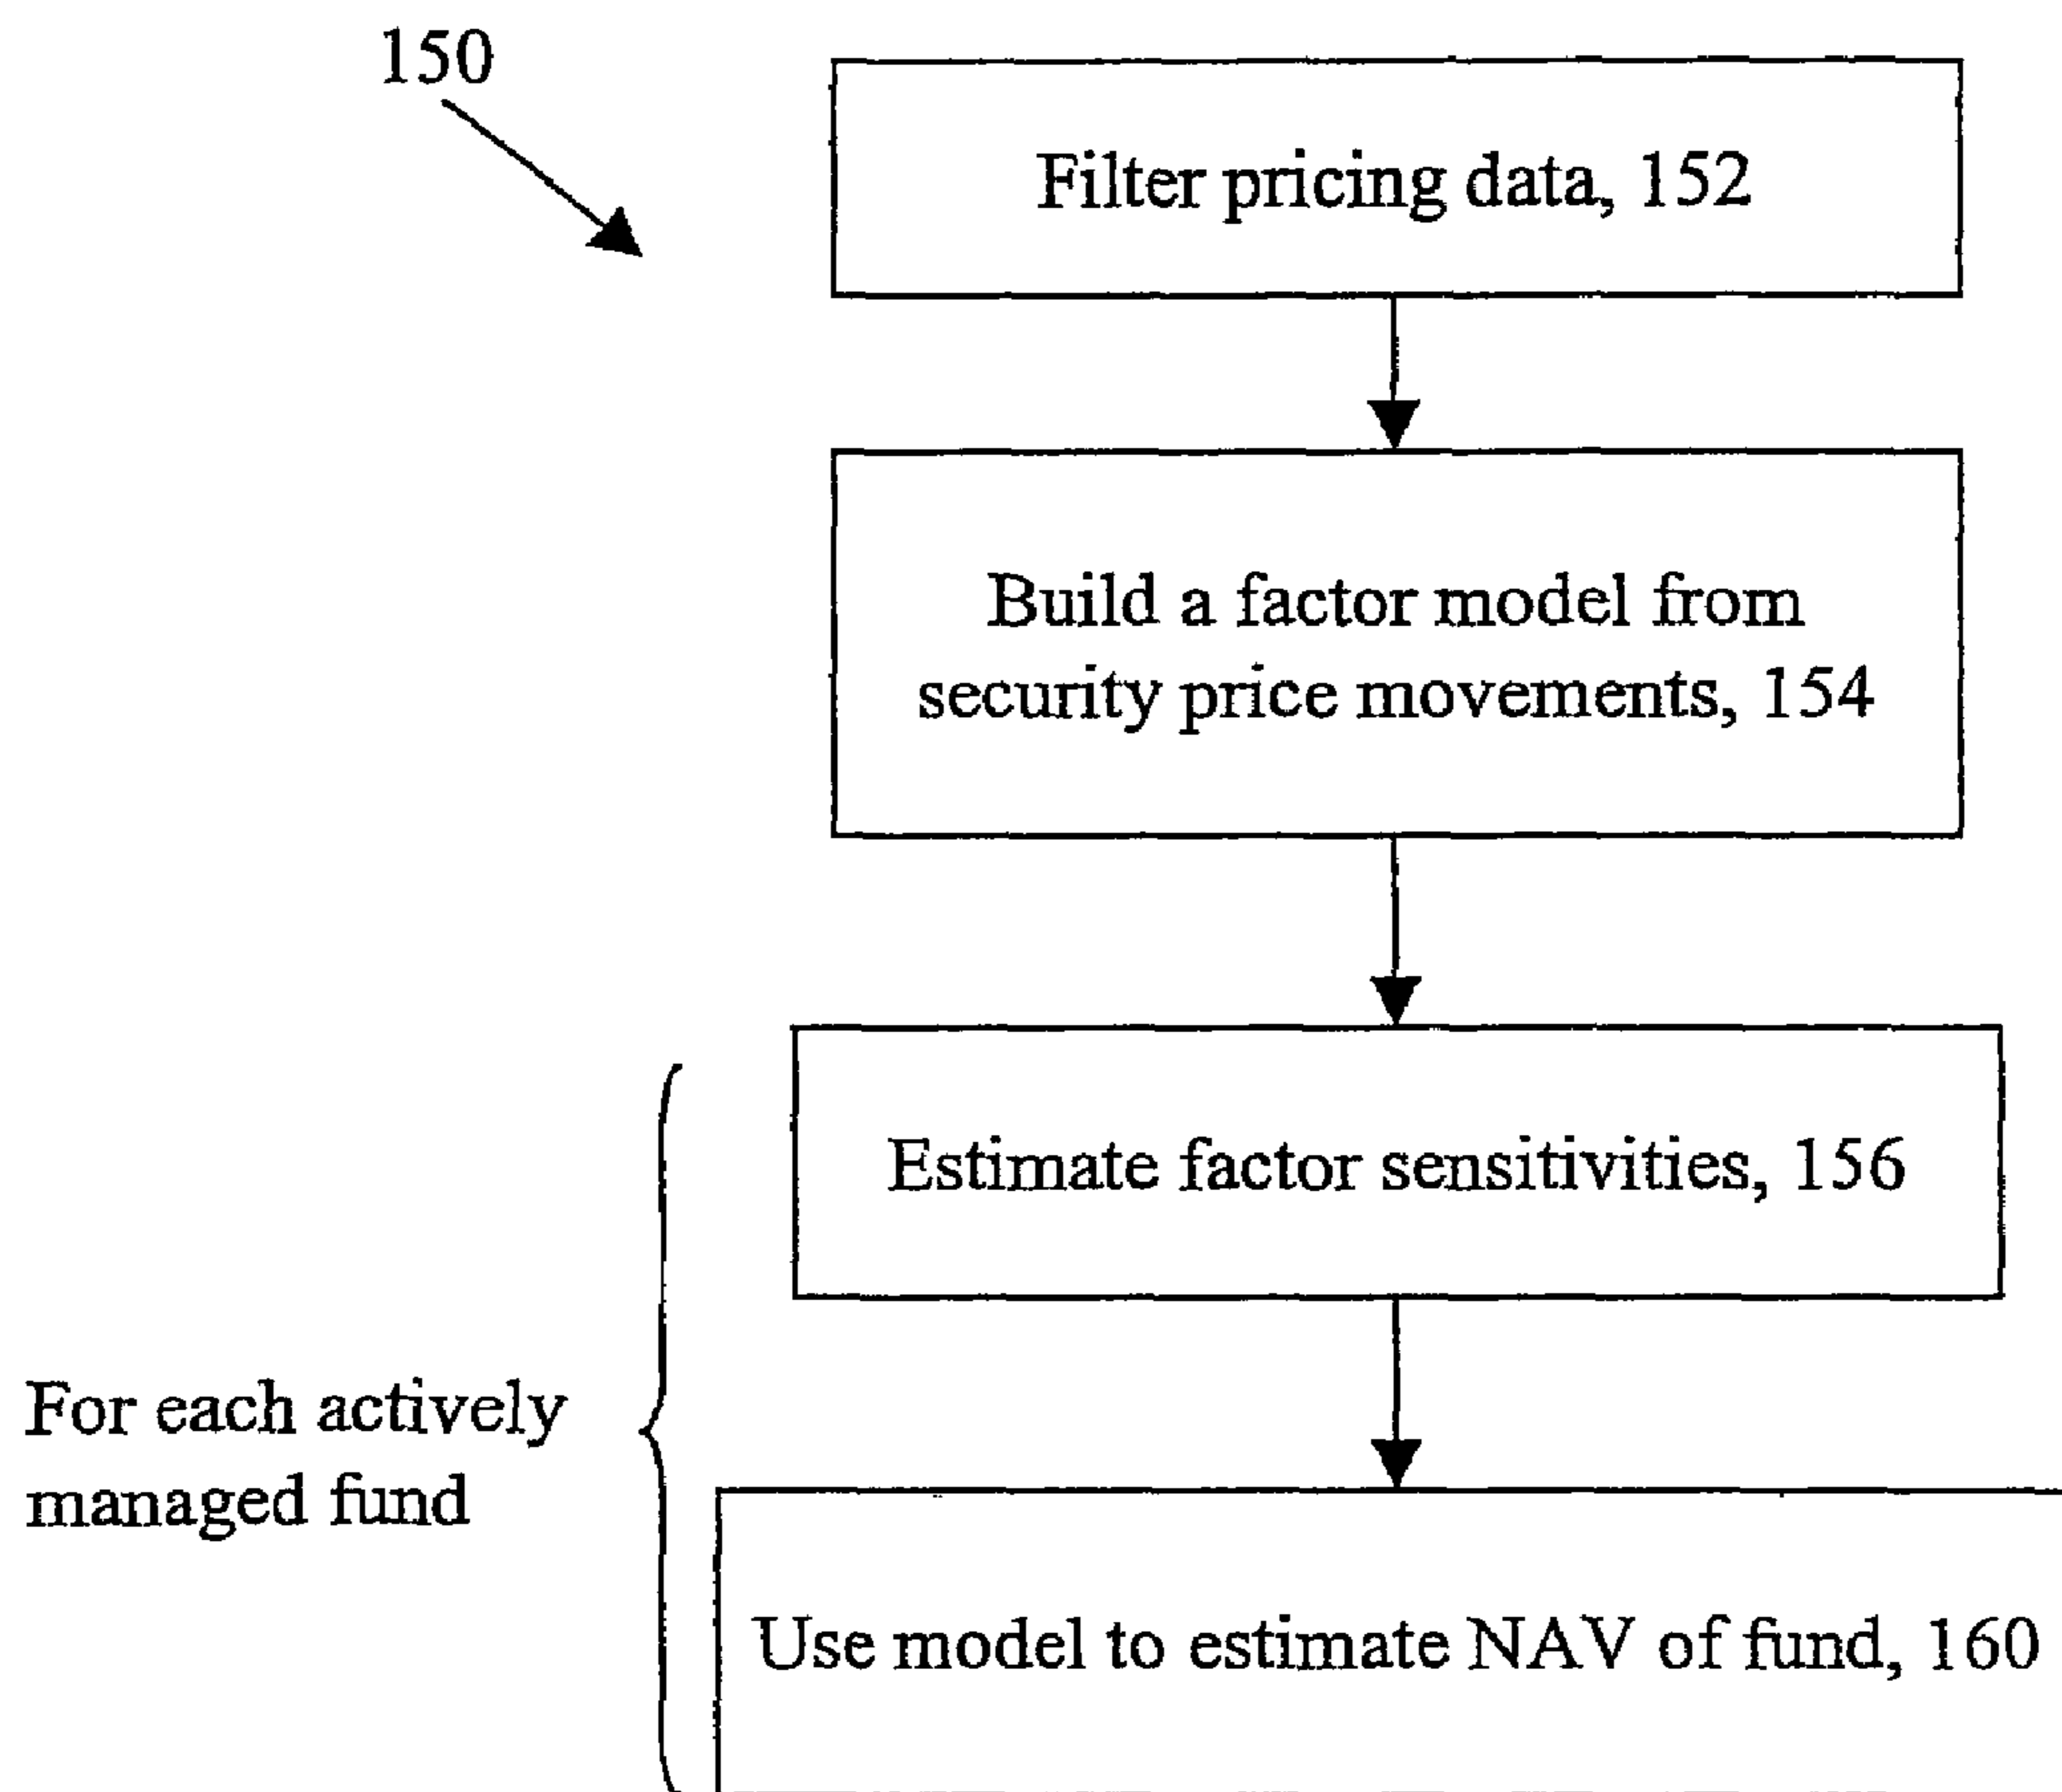 150
Filter pricing data, 152
Build a factor model from
security price movements, 154
Estimate factor sensitivities, 156
For each actively
managed fund
Use model to estimate NAV of fund, 160